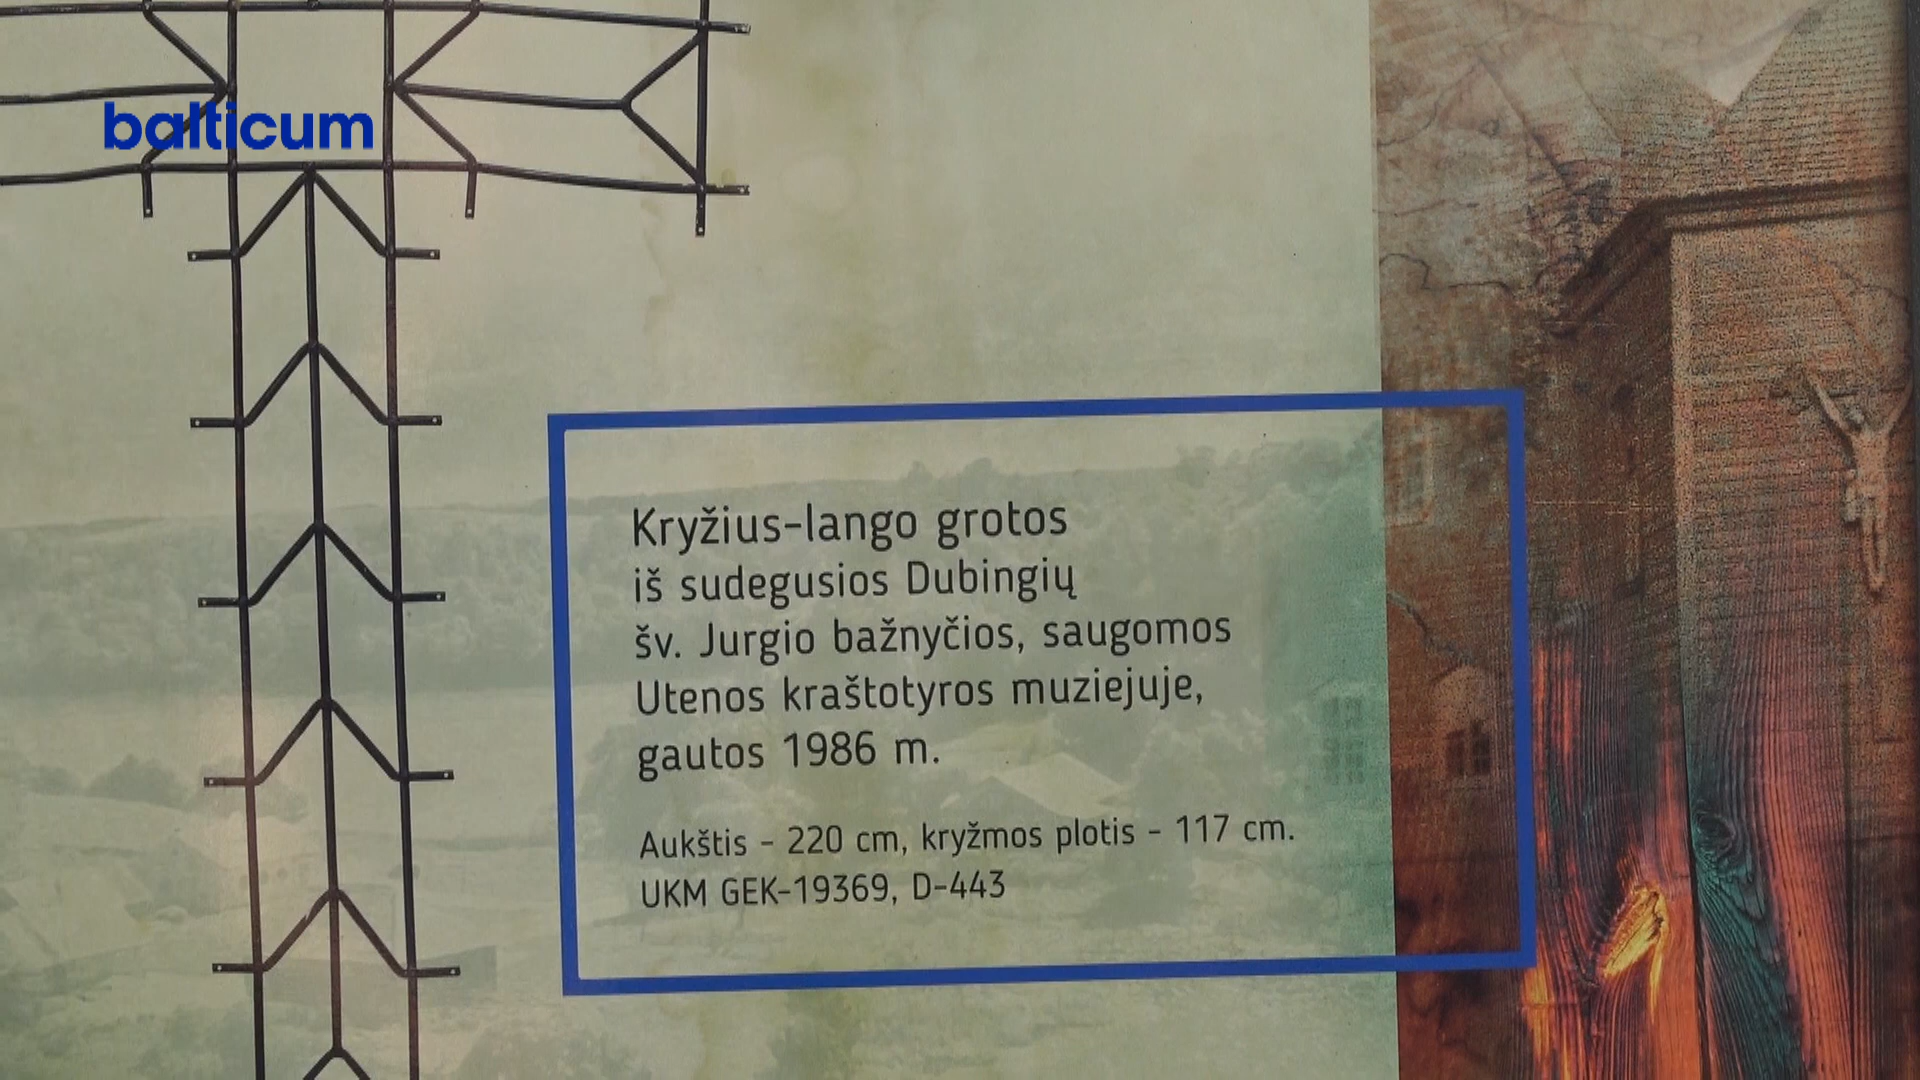 balticum
Kryžius-lango grotos
iš sudegusios Dubingių
šv. Jurgio bažnyčios, saugomos
Utenos kraštotyros muziejuje,
gautos 1986 m.
Aukštis - 220 cm, kryžmos plotis - 117 cm.
UKM GEK-19369, D-443